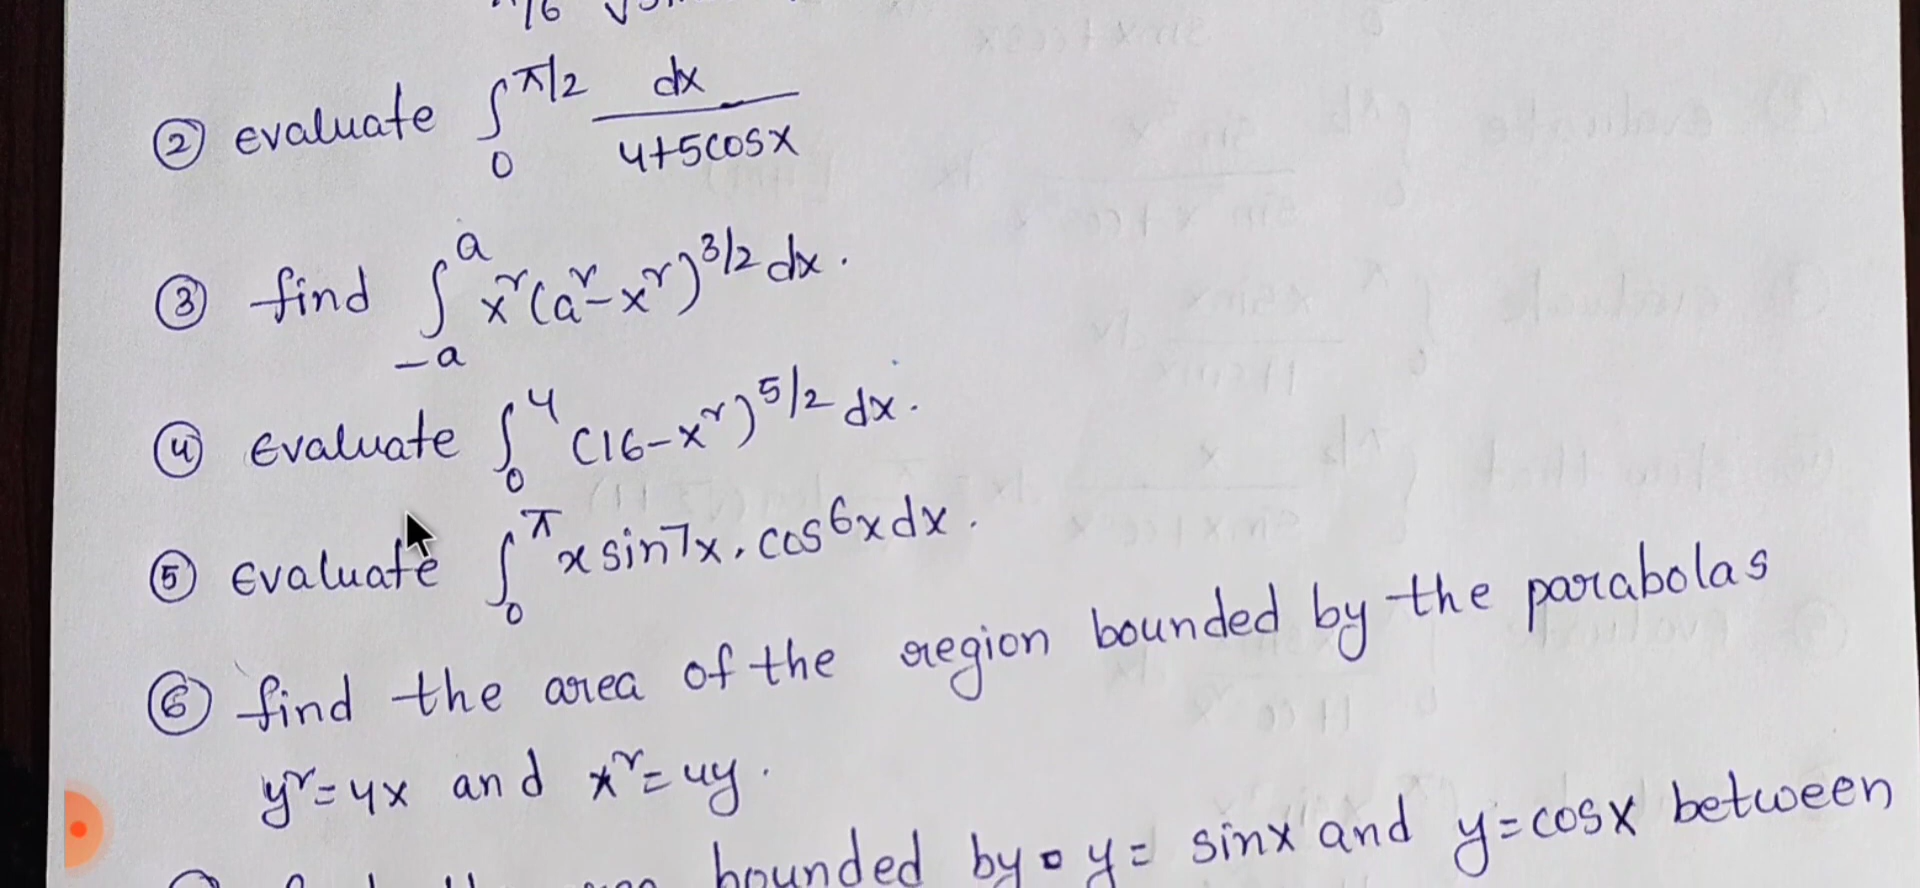 π/6 √
② evaluate ∫₀^π/2 dx / 4+5cosx
③ find ∫₋ₐ^a x²(a²-x²)^3/2 dx.
④ Evaluate ∫₀^4 (16-x²)^5/2 dx.
⑤ Evaluate ∫₀^π x sin⁷x. cos⁶x dx.
⑥ find the area of the region bounded by the parabolas
y²=4x and x²=4y.
bounded by y= sinx and y=cosx between